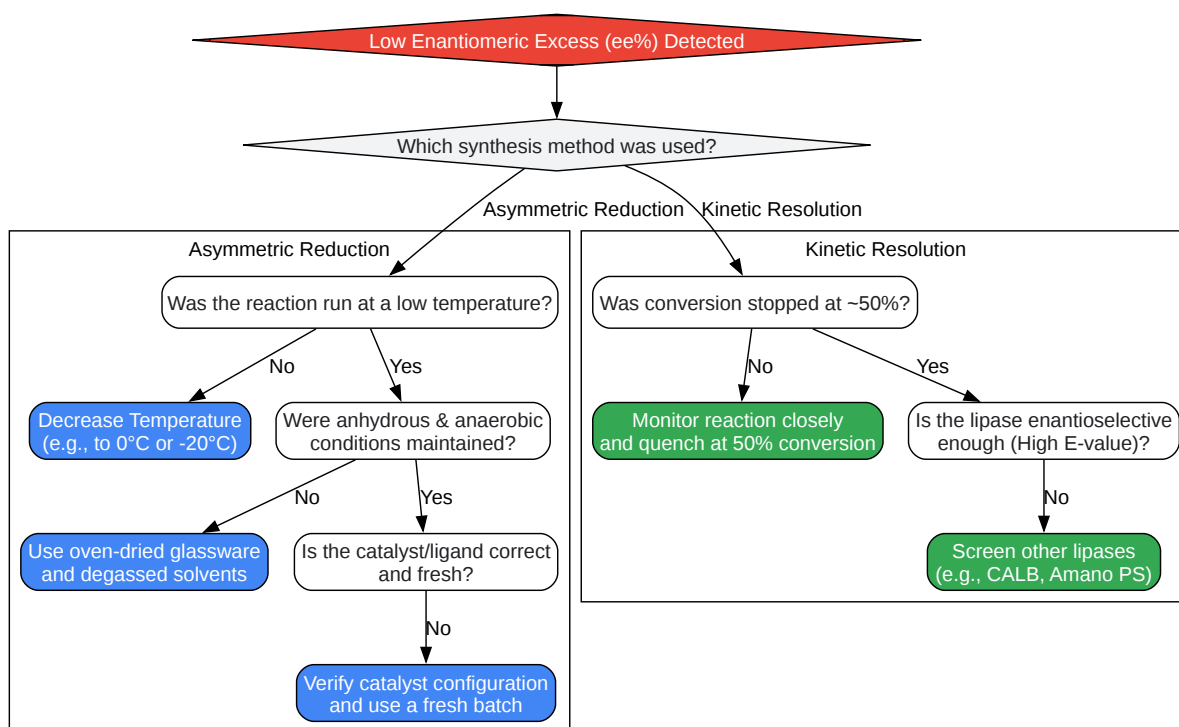 Low Enantiomeric Excess (ee%) Detected
Which synthesis method was used?
Asymmetric Reduction
Kinetic Resolution
Asymmetric Reduction
Was the reaction run at a low temperature?
No
Yes
Decrease Temperature
(e.g., to 0°C or -20°C)
Were anhydrous & anaerobic
conditions maintained?
No
Yes
Use oven-dried glassware
and degassed solvents
Is the catalyst/ligand correct
and fresh?
No
Verify catalyst configuration
and use a fresh batch
Kinetic Resolution
Was conversion stopped at ~50%?
No
Yes
Monitor reaction closely
and quench at 50% conversion
Is the lipase enantioselective
enough (High E-value)?
No
Screen other lipases
(e.g., CALB, Amano PS)